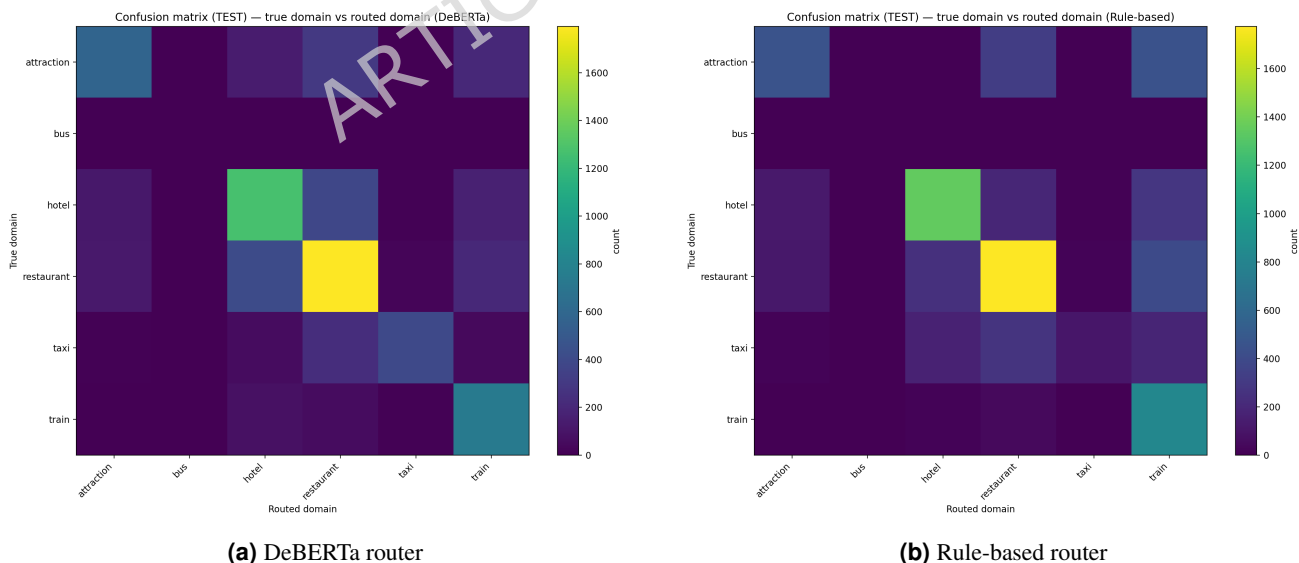 Confusion matrix (TEST) — true domain vs routed domain (DeBERTa)
attraction
bus
hotel
restaurant
taxi
train
True domain
attraction
bus
hotel
restaurant
taxi
train
Routed domain
1600
1400
1200
1000
800
600
400
200
0
count
ARTIC
(a) DeBERTa router
Confusion matrix (TEST) — true domain vs routed domain (Rule-based)
attraction
bus
hotel
restaurant
taxi
train
True domain
attraction
bus
hotel
restaurant
taxi
train
Routed domain
1600
1400
1200
1000
800
600
400
200
0
count
(b) Rule-based router